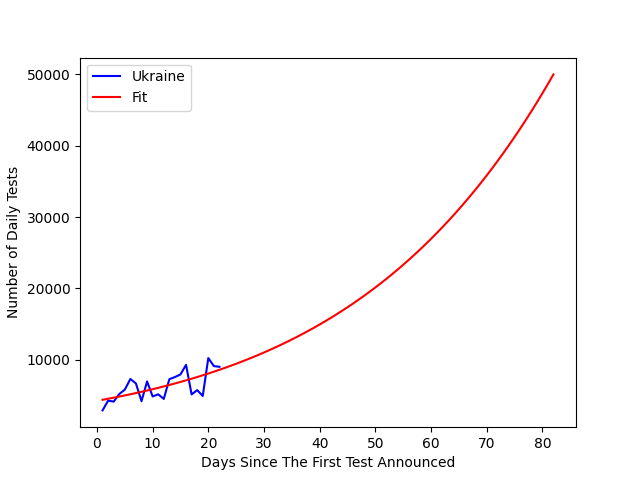 Ukraine
Fit
50000
40000
30000
20000
10000
Number of Daily Tests
0 10 20 30 40 50 60 70 80
Days Since The First Test Announced